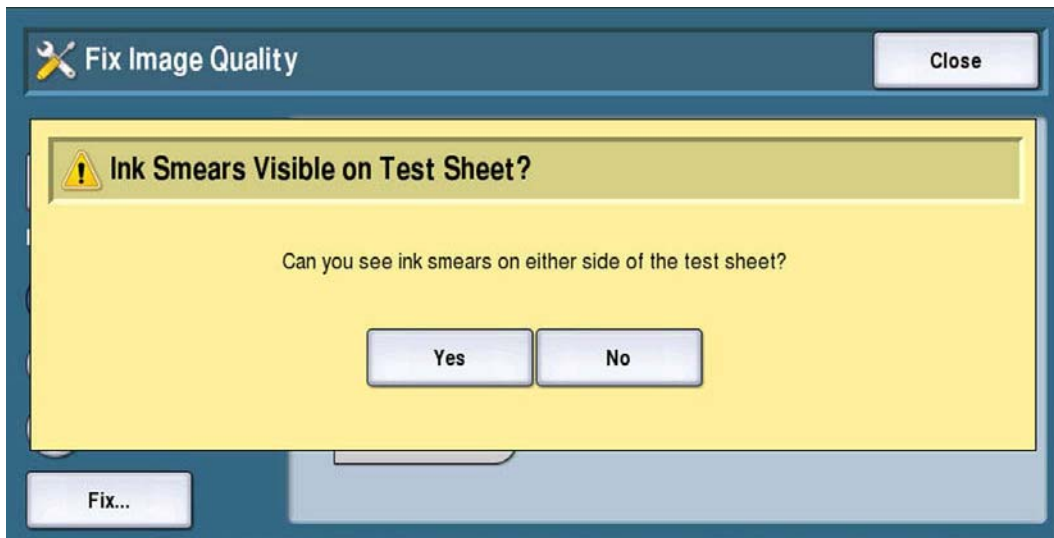 Fix Image Quality
Close
Ink Smears Visible on Test Sheet?
Can you see ink smears on either side of the test sheet?
Yes
No
Fix...